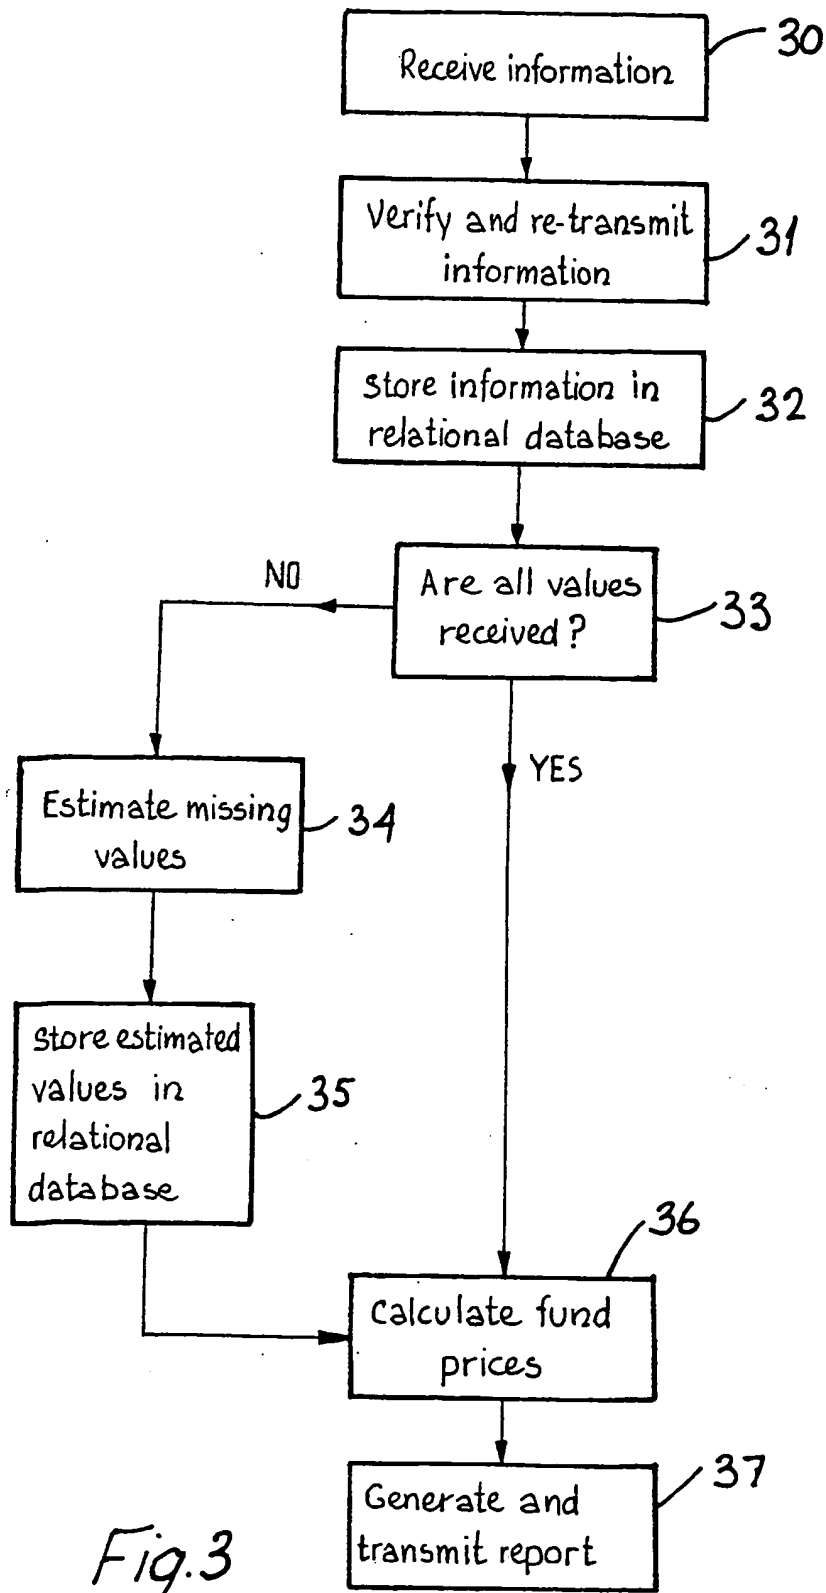 Receive information
30
Verify and re-transmit
information
31
Store information in
relational database
32
Are all values
received?
33
NO
YES
Estimate missing
values
34
Store estimated
values in
relational
database
35
Calculate fund
prices
36
Generate and
transmit report
37
Fig.3